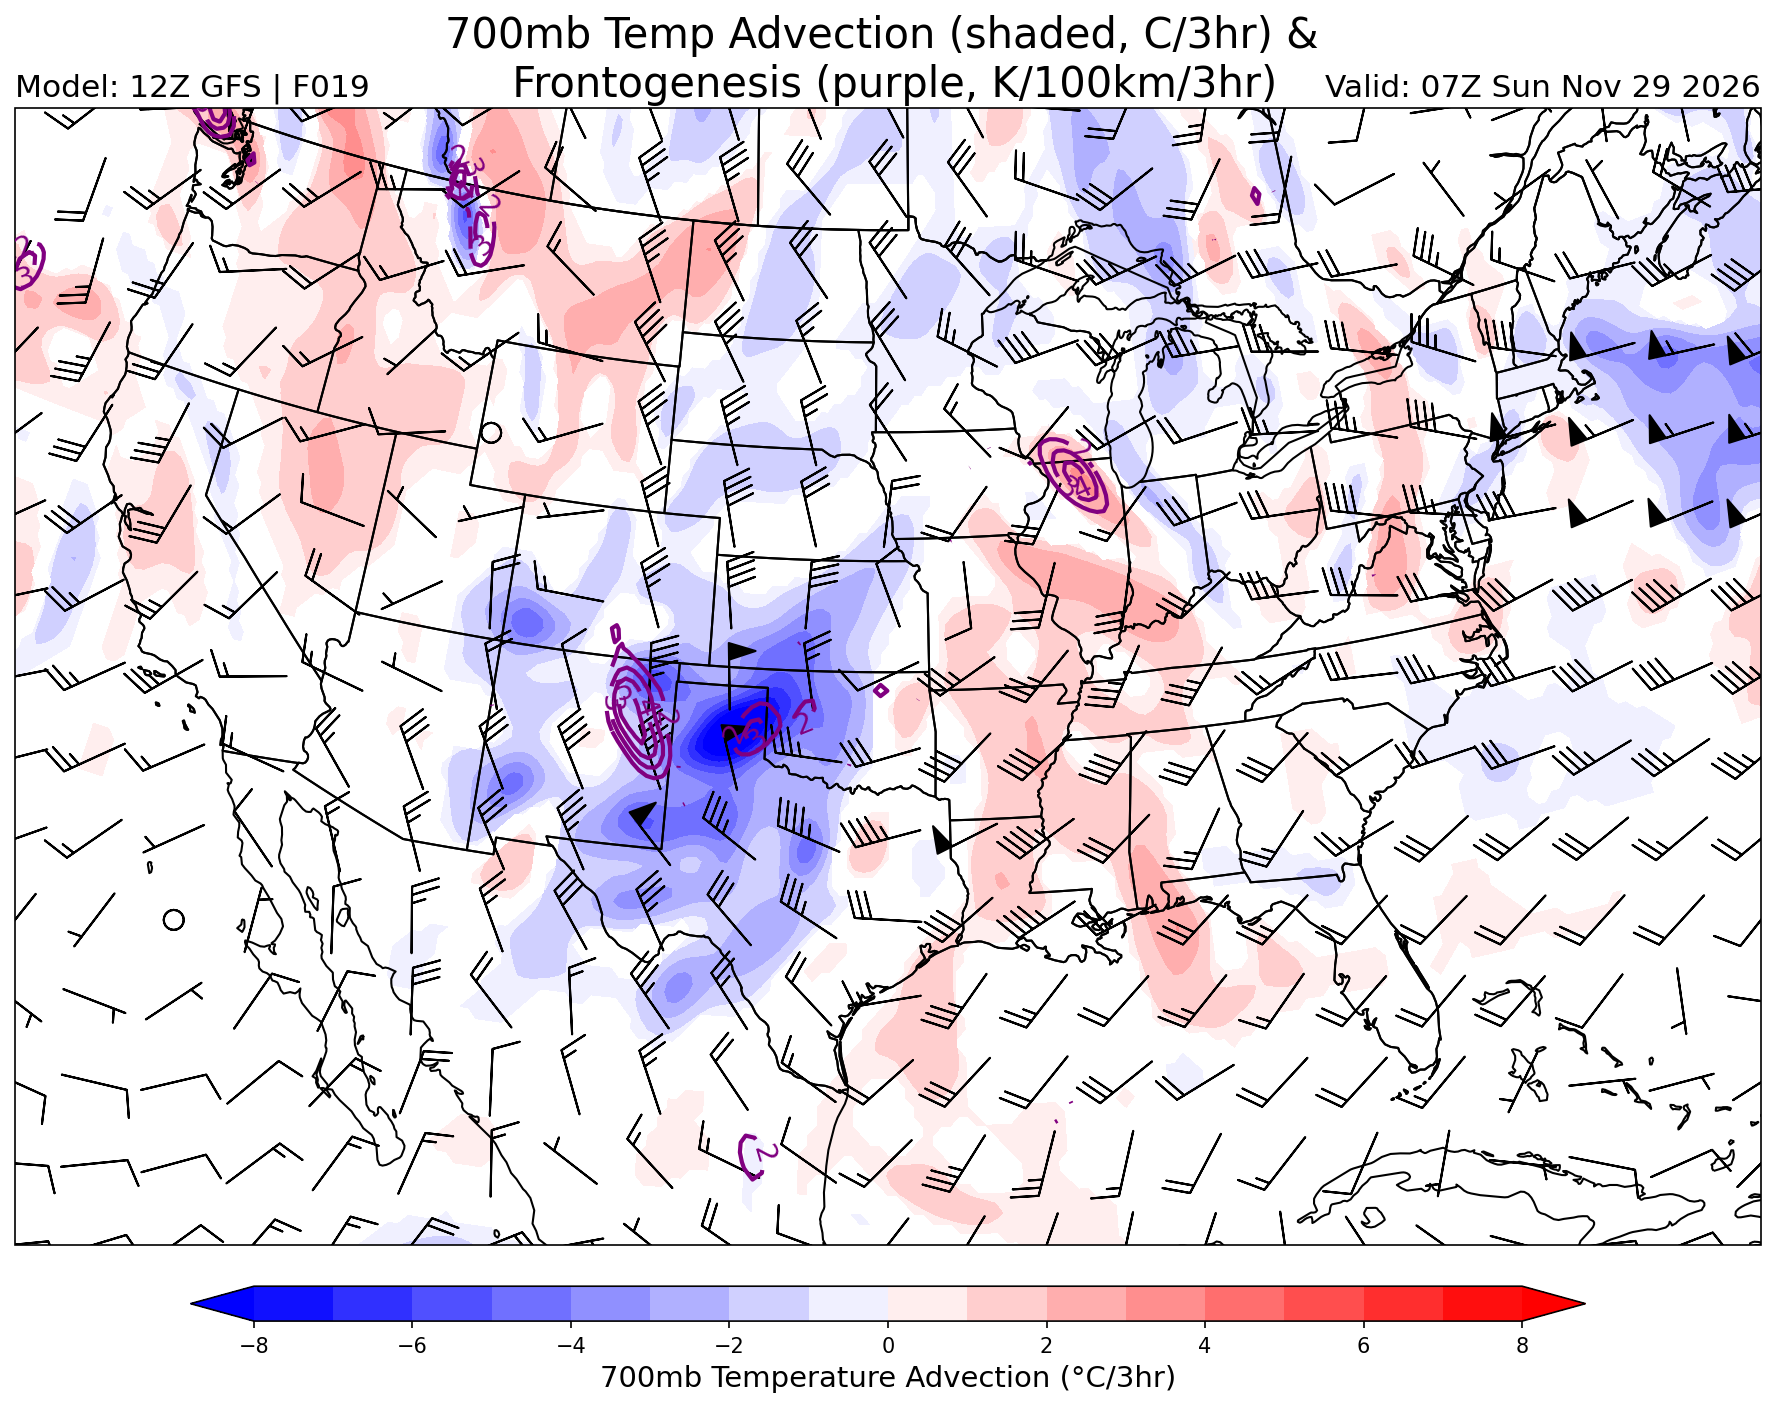 700mb Temp Advection (shaded, C/3hr) &
Frontogenesis (purple, K/100km/3hr)
Model: 12Z GFS | F019
Valid: 07Z Sun Nov 29 2026
−8 −6 −4 −2 0 2 4 6 8
700mb Temperature Advection (°C/3hr)